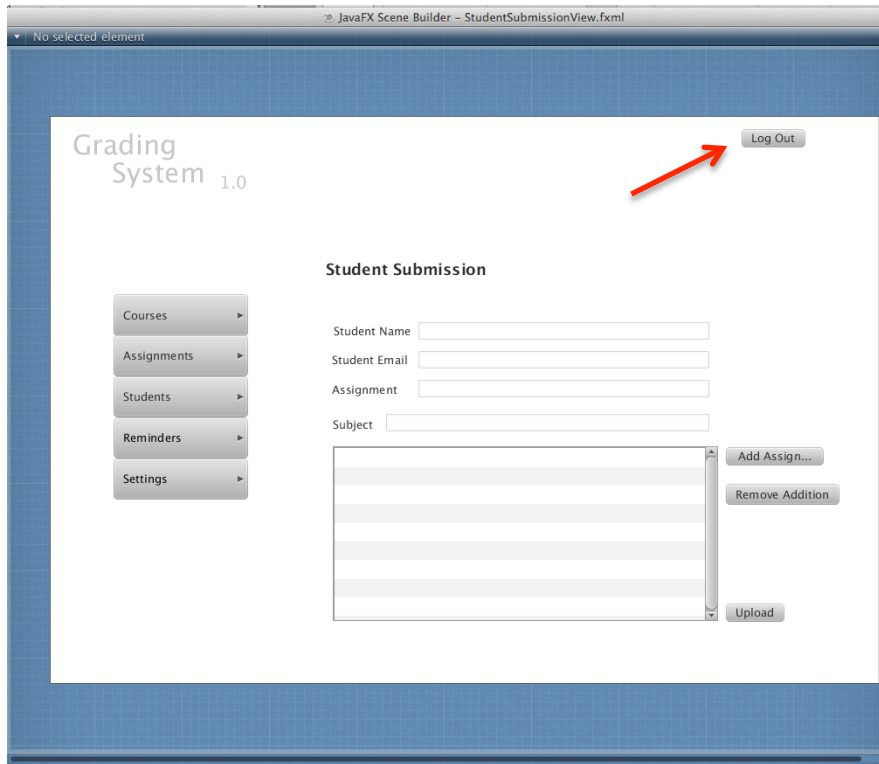 JavaFX Scene Builder – StudentSubmissionView.fxml
No selected element
Grading
System 1.0
Log Out
Student Submission
Courses
Assignments
Students
Reminders
Settings
Student Name
Student Email
Assignment
Subject
Add Assign...
Remove Addition
Upload